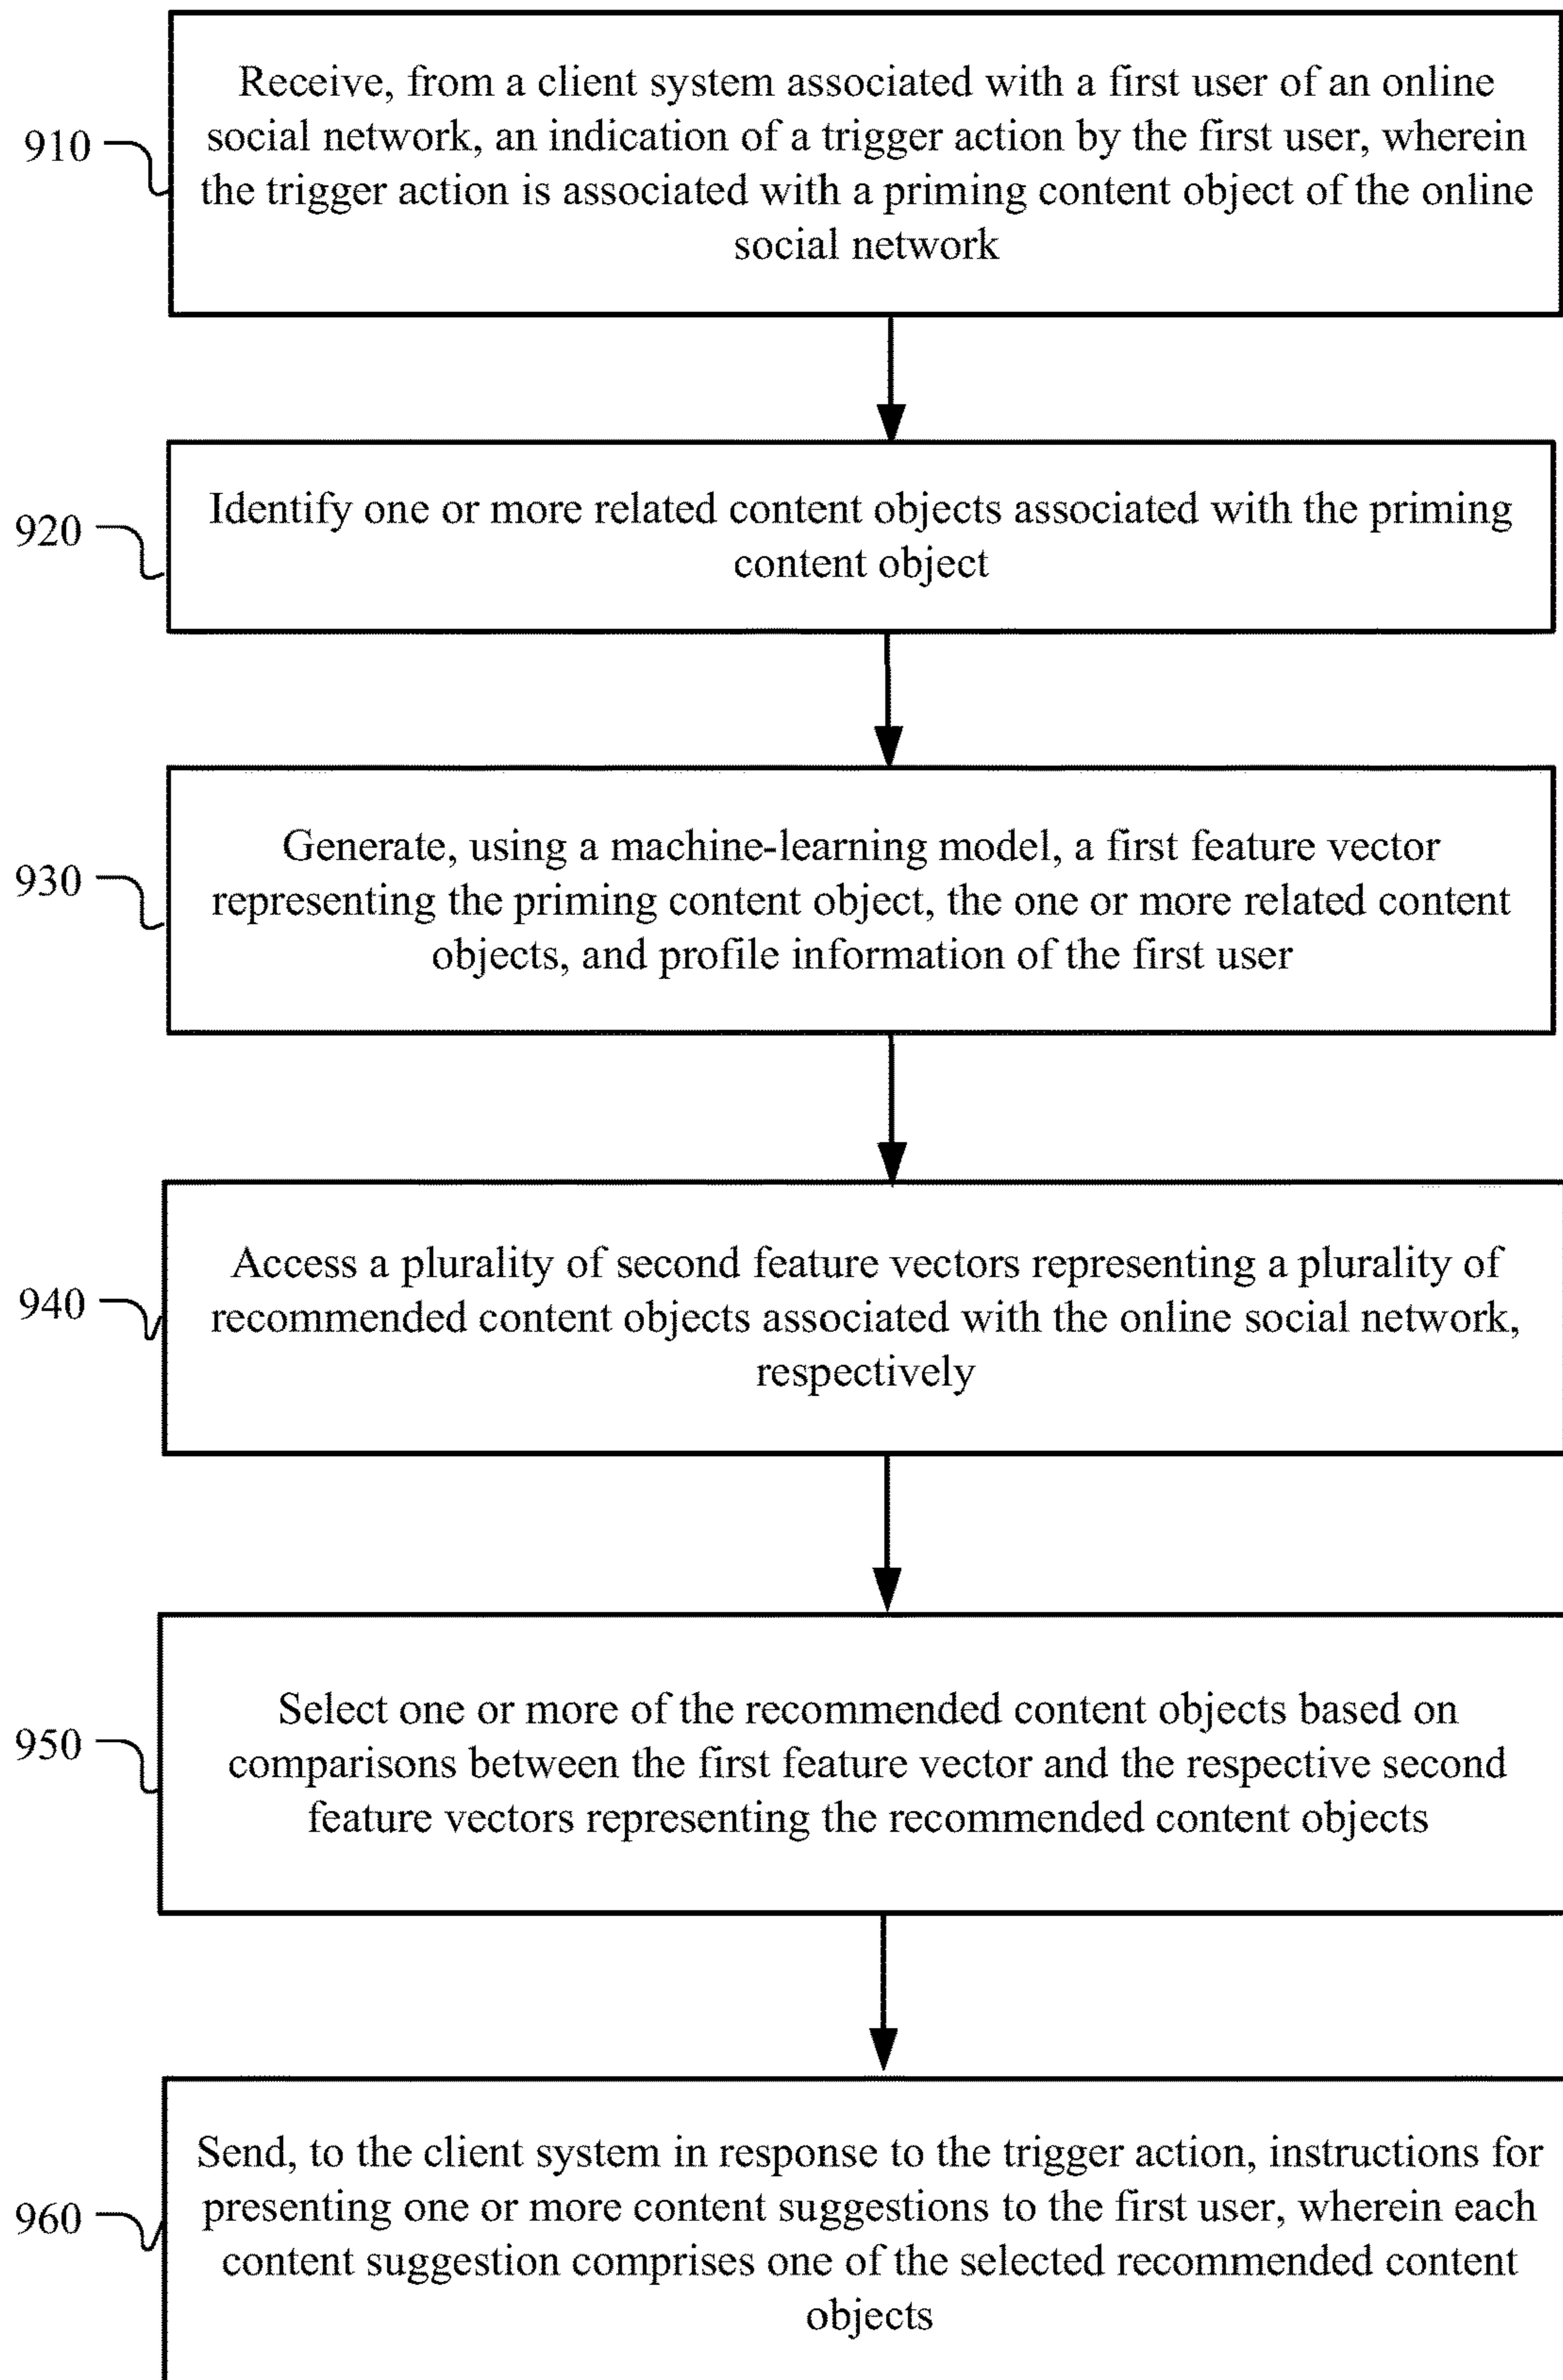 Receive, from a client system associated with a first user of an online
social network, an indication of a trigger action by the first user, wherein
the trigger action is associated with a priming content object of the online
social network
910
Identify one or more related content objects associated with the priming
content object
920
Generate, using a machine-learning model, a first feature vector
representing the priming content object, the one or more related content
objects, and profile information of the first user
930
Access a plurality of second feature vectors representing a plurality of
recommended content objects associated with the online social network,
respectively
940
Select one or more of the recommended content objects based on
comparisons between the first feature vector and the respective second
feature vectors representing the recommended content objects
950
Send, to the client system in response to the trigger action, instructions for
presenting one or more content suggestions to the first user, wherein each
content suggestion comprises one of the selected recommended content
objects
960